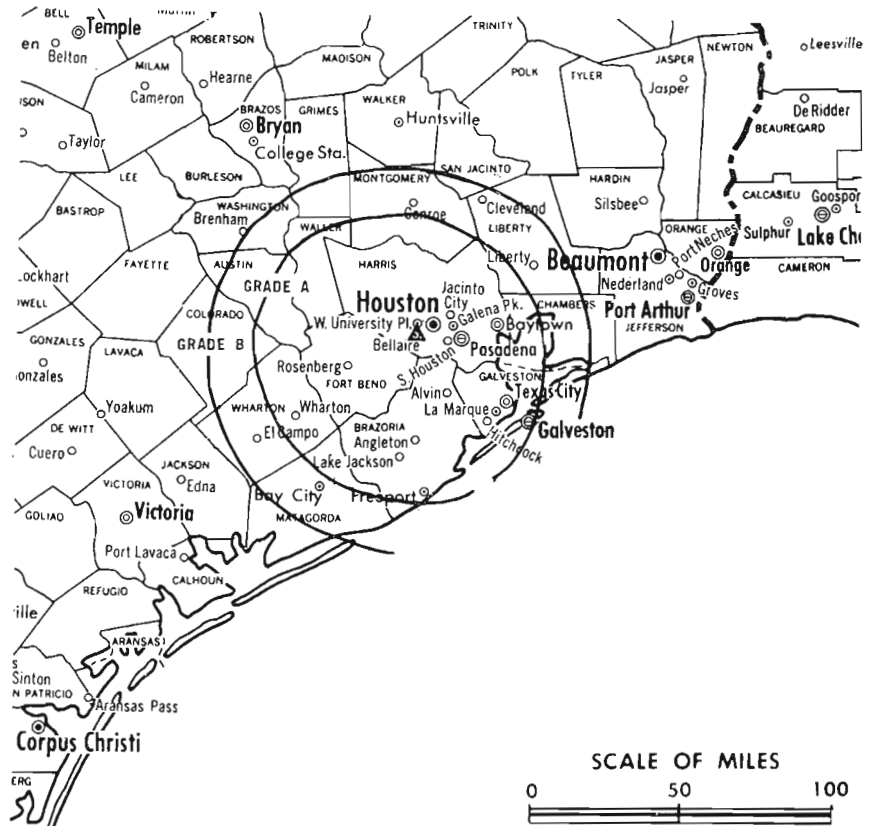 BELL
Temple
Belton
MILAM
Cameron
ROBERTSON
Hearne
MADISON
TRINITY
POLK
TYLER
JASPER
Jasper
NEWTON
Leesville
De Ridder
BEAUREGARD
Taylor
BRAZOS
Bryan
College Sta.
GRIMES
WALKER
Huntsville
SAN JACINTO
HARDIN
Silsbee
CALCASIEU
Sulphur
LEE
BURLESON
WASHINGTON
Brenham
MONTGOMERY
Conroe
Cleveland
LIBERTY
Liberty
ORANGE
Orange
Port Neches
Beaumont
Nederland
Groves
Port Arthur
JEFFERSON
CAMERON
BASTROP
FAYETTE
AUSTIN
WALLER
HARRIS
GRADE A
COLORADO
GRADE B
Houston
Jacinto
City
Galena Pk.
W. University Pl.
Bellaire
S. Houston
Pasadena
Baytown
CHAMBERS
GONZALES
LAVACA
Rosenberg
FORT BEND
GALVESTON
Texas City
Alvin
La Marque
Hitchcock
Galveston
Yoakum
DE WITT
Cuero
WHARTON
Wharton
El Campo
BRAZORIA
Angleton
Lake Jackson
JACKSON
Edna
Bay City
Freeport
MATAGORDA
VICTORIA
Victoria
GOLIAD
Port Lavaca
CALHOUN
REFUGIO
ARANSAS
Sinton
N PATRICIO
Aransas Pass
Corpus Christi
ERG
SCALE OF MILES
0 50 100